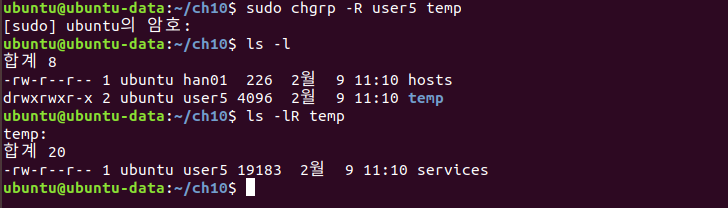 ubuntu@ubuntu-data:~/ch10$ sudo chgrp -R user5 temp
[sudo] ubuntu의 암호:
ubuntu@ubuntu-data:~/ch10$ ls -l
합계 8
-rw-r--r-- 1 ubuntu han01  226  2월  9 11:10 hosts
drwxrwxr-x 2 ubuntu user5 4096  2월  9 11:10 temp
ubuntu@ubuntu-data:~/ch10$ ls -lR temp
temp:
합계 20
-rw-r--r-- 1 ubuntu user5 19183  2월  9 11:10 services
ubuntu@ubuntu-data:~/ch10$